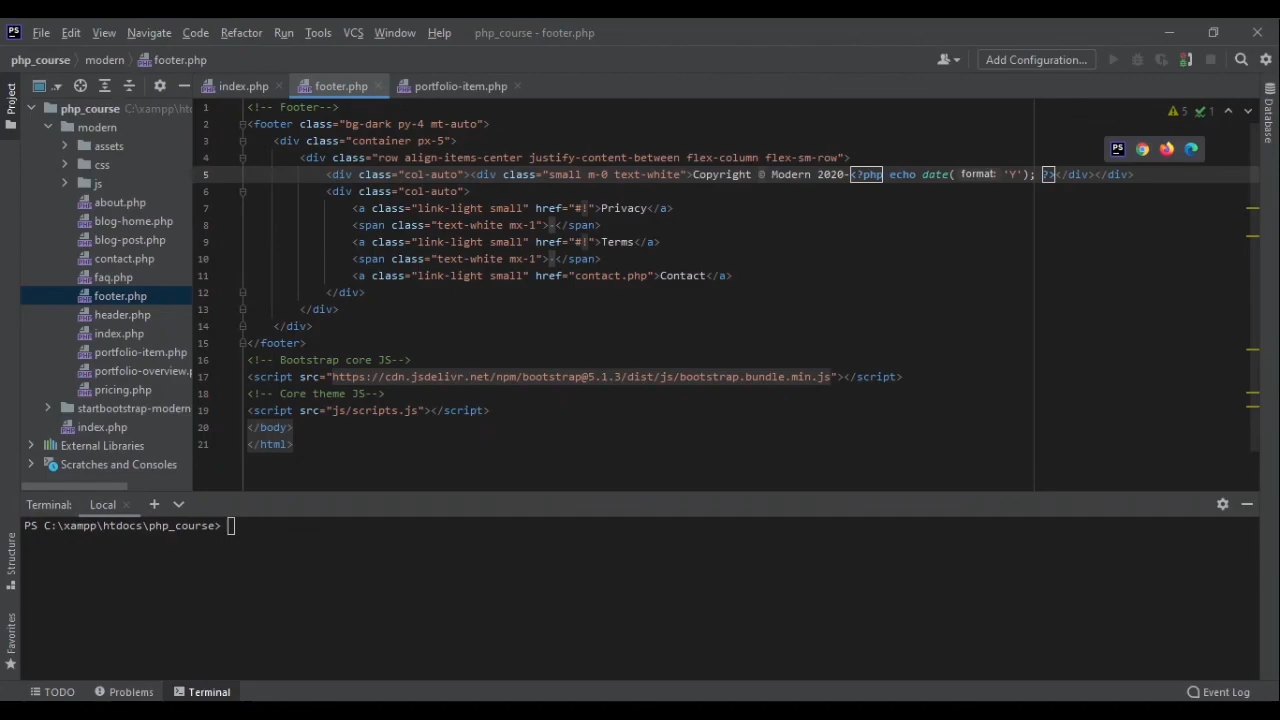 PS File Edit View Navigate Code Refactor Run Tools VCS Window Help php_course - footer.php
php_course modern footer.php Add Configuration...
Project
index.php footer.php portfolio-item.php
php_course C:\xampp\htdo
modern
assets
css
js
about.php
blog-home.php
blog-post.php
contact.php
faq.php
footer.php
header.php
index.php
portfolio-item.php
portfolio-overview.p
pricing.php
startbootstrap-modern
index.php
External Libraries
Scratches and Consoles
1 <!-- Footer-->
2 <footer class="bg-dark py-4 mt-auto">
3 <div class="container px-5">
4 <div class="row align-items-center justify-content-between flex-column flex-sm-row">
5 <div class="col-auto"><div class="small m-0 text-white">Copyright © Modern 2020-<?php echo date( format: 'Y'); ?></div></div>
6 <div class="col-auto">
7 <a class="link-light small" href="#!">Privacy</a>
8 <span class="text-white mx-1">·</span>
9 <a class="link-light small" href="#!">Terms</a>
10 <span class="text-white mx-1">·</span>
11 <a class="link-light small" href="contact.php">Contact</a>
12 </div>
13 </div>
14 </div>
15 </footer>
16 <!-- Bootstrap core JS-->
17 <script src="https://cdn.jsdelivr.net/npm/bootstrap@5.1.3/dist/js/bootstrap.bundle.min.js"></script>
18 <!-- Core theme JS-->
19 <script src="js/scripts.js"></script>
20 </body>
21 </html>
5 1
PS
Database
Structure
Favorites
Terminal: Local
PS C:\xampp\htdocs\php_course>
TODO Problems Terminal Event Log